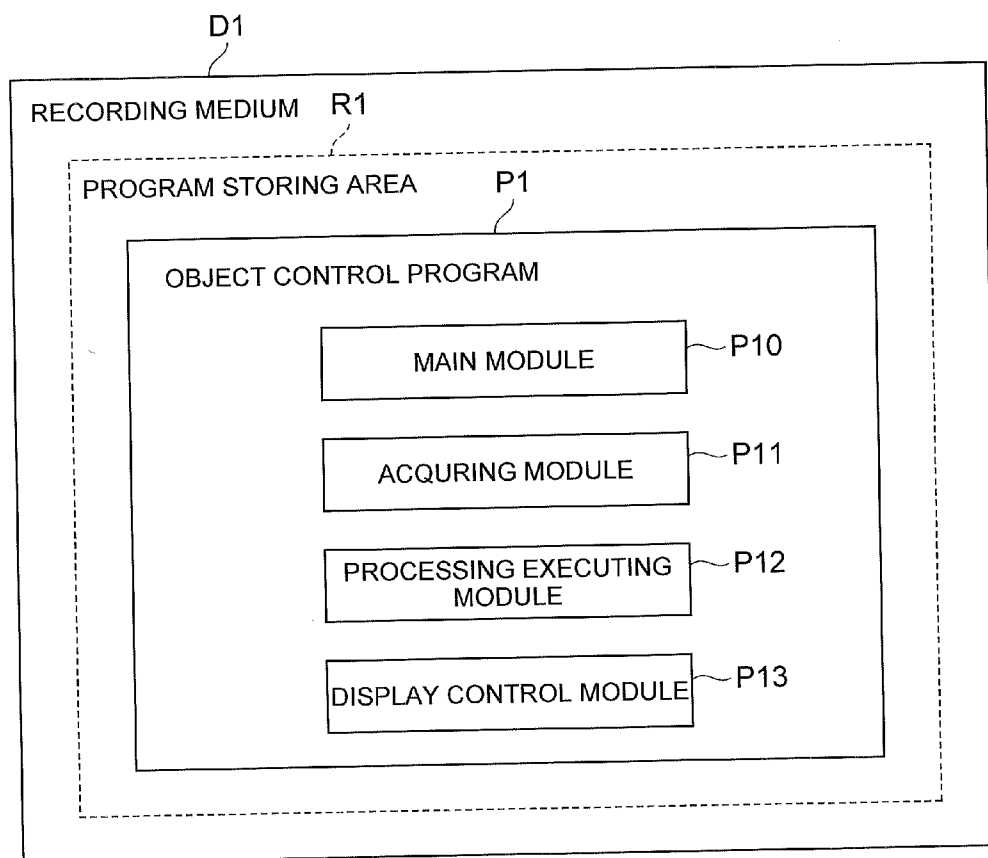 D1
RECORDING MEDIUM R1
PROGRAM STORING AREA P1
OBJECT CONTROL PROGRAM
MAIN MODULE P10
ACQURING MODULE P11
PROCESSING EXECUTING
MODULE P12
DISPLAY CONTROL MODULE P13